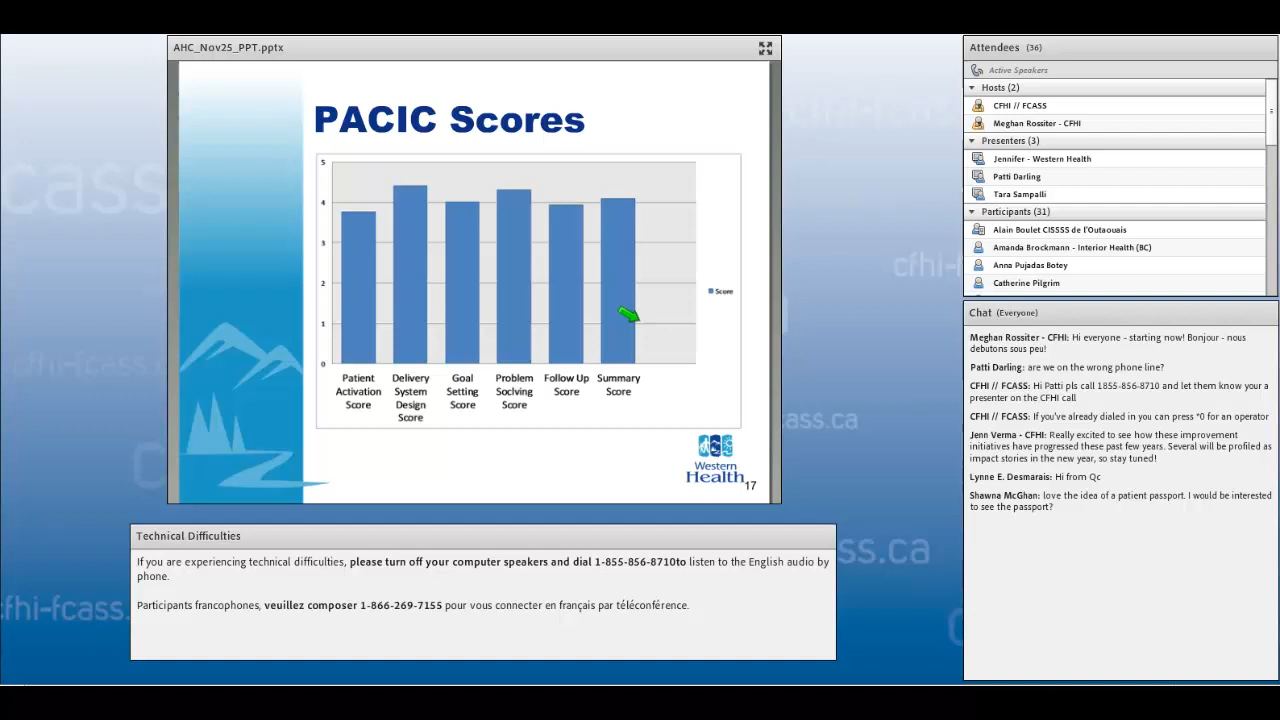 AHC_Nov25_PPT.pptx
PACIC Scores
5
4
3
2
1
0
Score
Patient
Activation
Score
Delivery
System
Design
Score
Goal
Setting
Score
Problem
Soclving
Score
Follow Up
Score
Summary
Score
Western
Health
17
Technical Difficulties
If you are experiencing technical difficulties, please turn off your computer speakers and dial 1-855-856-8710to listen to the English audio by
phone.
Participants francophones, veuillez composer 1-866-269-7155 pour vous connecter en français par téléconférence.
Attendees (36)
Active Speakers
Hosts (2)
CFHI // FCASS
Meghan Rossiter - CFHI
Presenters (3)
Jennifer - Western Health
Patti Darling
Tara Sampalli
Participants (31)
Alain Boulet CISSSS de l'Outaouais
Amanda Brockmann - Interior Health (BC)
Anna Pujadas Botey
Catherine Pilgrim
Chat (Everyone)
Meghan Rossiter - CFHI: Hi everyone - starting now! Bonjour - nous
debutons sous peu!
Patti Darling: are we on the wrong phone line?
CFHI // FCASS: Hi Patti pls call 1855-856-8710 and let them know your a
presenter on the CFHI call
CFHI // FCASS: If you've already dialed in you can press *0 for an operator
Jenn Verma - CFHI: Really excited to see how these improvement
initiatives have progressed these past few years. Several will be profiled as
impact stories in the new year, so stay tuned!
Lynne E. Desmarais: Hi from Qc
Shawna McGhan: love the idea of a patient passport. I would be interested
to see the passport?
cass
cfhi-fcass.ca
cfhi-f
ss.ca
cfhi-fcass.
ss.ca